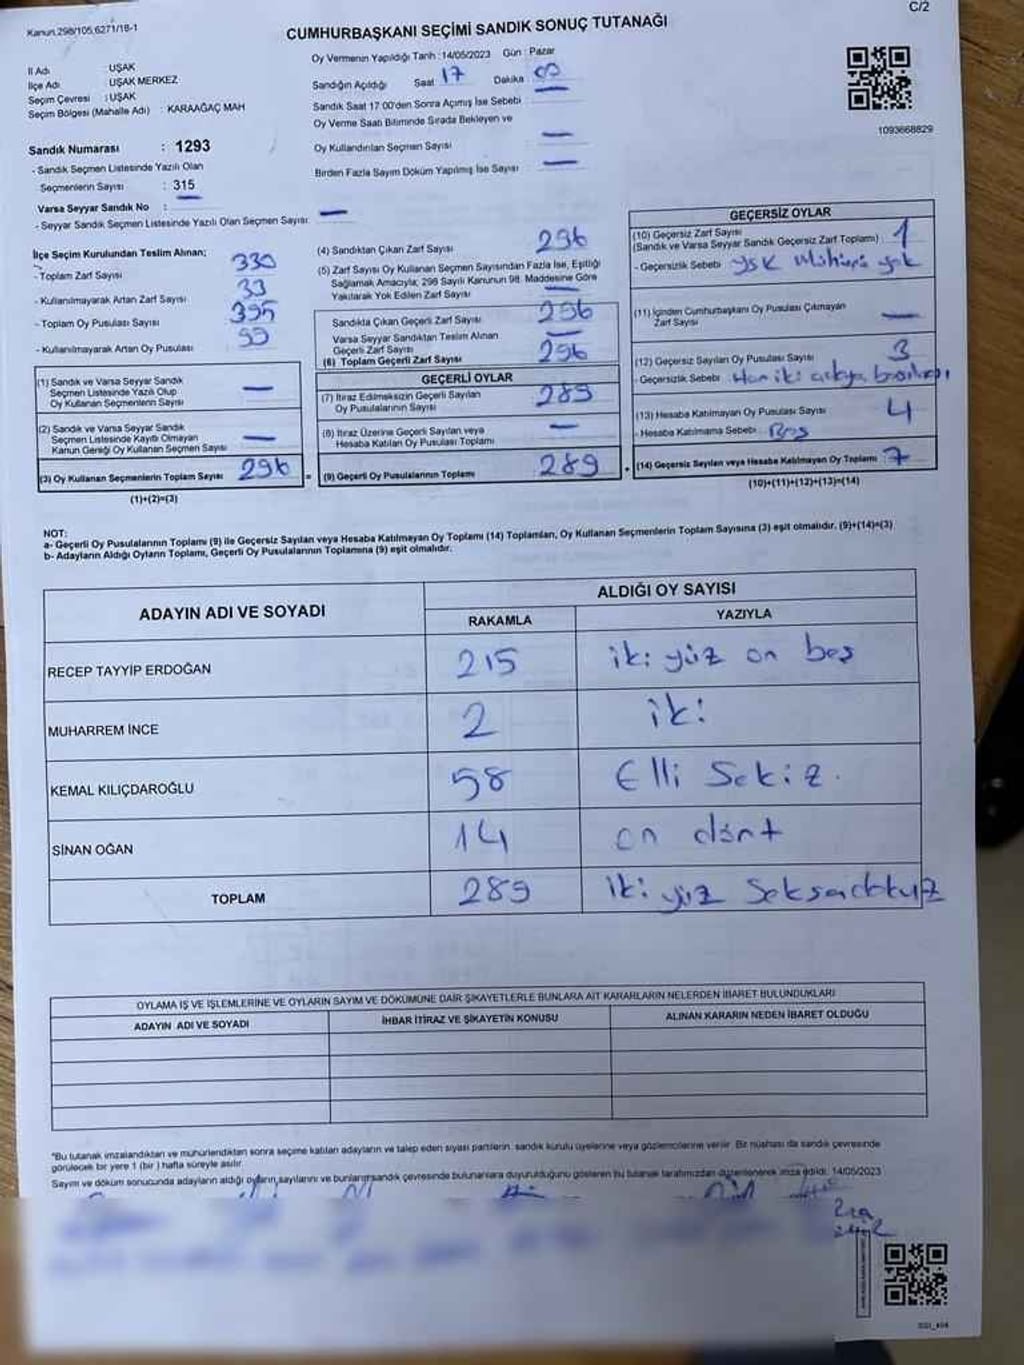 Kanun,298/105,6271/18-1
C/2
CUMHURBAŞKANI SEÇİMİ SANDIK SONUÇ TUTANAĞI
İl Adı : UŞAK
İlçe Adı : UŞAK MERKEZ
Seçim Çevresi : UŞAK
Seçim Bölgesi (Mahalle Adı) : KARAAĞAÇ MAH
Sandık Numarası : 1293
- Sandık Seçmen Listesinde Yazılı Olan
Seçmenlerin Sayısı : 315
Varsa Seyyar Sandık No : —
- Seyyar Sandık Seçmen Listesinde Yazılı Olan Seçmen Sayısı: —
Oy Vermenin Yapıldığı Tarih :14/05/2023 Gün : Pazar
Sandığın Açıldığı Saat 17 Dakika 00
Sandık Saat 17.00'den Sonra Açmış İse Sebebi —
Oy Verme Saati Bitiminde Sırada Bekleyen ve
Oy Kullandırılan Seçmen Sayısı —
Birden Fazla Sayım Döküm Yapılmış İse Sayısı —
1093668829
İlçe Seçim Kurulundan Teslim Alınan;
- Toplam Zarf Sayısı 330
- Kullanılmayarak Artan Zarf Sayısı 33
- Toplam Oy Pusulası Sayısı 395
- Kullanılmayarak Artan Oy Pusulası 99
(1) Sandık ve Varsa Seyyar Sandık
Seçmen Listesinde Yazılı Olup
Oy Kullanan Seçmenlerin Sayısı —
(2) Sandık ve Varsa Seyyar Sandık
Seçmen Listesinde Kayıtlı Olmayan
Kanun Gereği Oy Kullanan Seçmen Sayısı —
(3) Oy Kullanan Seçmenlerin Toplam Sayısı 296 =
(1)+(2)=(3)
(4) Sandıktan Çıkan Zarf Sayısı 296
(5) Zarf Sayısı Oy Kullanan Seçmen Sayısından Fazla İse, Eşitliği
Sağlamak Amacıyla; 298 Sayılı Kanunun 98. Maddesine Göre
Yakılarak Yok Edilen Zarf Sayısı —
Sandıkta Çıkan Geçerli Zarf Sayısı 296
Varsa Seyyar Sandıktan Teslim Alınan
Geçerli Zarf Sayısı —
(6) Toplam Geçerli Zarf Sayısı 296
GEÇERLİ OYLAR
(7) İtiraz Edilmeksizin Geçerli Sayılan
Oy Pusulalarının Sayısı 289
(8) İtiraz Üzerine Geçerli Sayılan veya
Hesaba Katılan Oy Pusulası Toplamı —
(9) Geçerli Oy Pusulalarının Toplamı 289 +
GEÇERSİZ OYLAR
(10) Geçersiz Zarf Sayısı
(Sandık ve Varsa Seyyar Sandık Geçersiz Zarf Toplamı) 1
- Geçersizlik Sebebi YSK Mührü yok
(11) İçinden Cumhurbaşkanı Oy Pusulası Çıkmayan
Zarf Sayısı —
(12) Geçersiz Sayılan Oy Pusulası Sayısı 3
- Geçersizlik Sebebi Her iki
(13) Hesaba Katılmayan Oy Pusulası Sayısı 4
- Hesaba Katılmama Sebebi Boş
(14) Geçersiz Sayılan veya Hesaba Katılmayan Oy Toplamı 7
(10)+(11)+(12)+(13)=(14)
NOT:
a- Geçerli Oy Pusulalarının Toplamı (9) ile Geçersiz Sayılan veya Hesaba Katılmayan Oy Toplamı (14) Toplamları, Oy Kullanan Seçmenlerin Toplam Sayısına (3) eşit olmalıdır. (9)+(14)=(3)
b- Adayların Aldığı Oyların Toplamı, Geçerli Oy Pusulalarının Toplamına (9) eşit olmalıdır.
ADAYIN ADI VE SOYADI
ALDIĞI OY SAYISI
RAKAMLA YAZIYLA
RECEP TAYYİP ERDOĞAN 215 iki yüz on beş
MUHARREM İNCE 2 iki
KEMAL KILIÇDAROĞLU 58 Elli Sekiz.
SİNAN OĞAN 14 on dört
TOPLAM 289 iki yüz Seksadokuz
OYLAMA İŞ VE İŞLEMLERİNE VE OYLARIN SAYIM VE DÖKÜMÜNE DAİR ŞİKAYETLERLE BUNLARA AİT KARARLARIN NELERDEN İBARET BULUNDUKLARI
ADAYIN ADI VE SOYADI İHBAR İTİRAZ VE ŞİKAYETİN KONUSU ALINAN KARARIN NEDEN İBARET OLDUĞU
*Bu tutanak imzalandıktan ve mühürlendikten sonra seçime katılan adayların ve talep eden siyasi partilerin, sandık kurulu üyelerine veya gözlemcilerine verilir. Bir nüshası da sandık çevresinde
görülecek bir yere 1 (bir) hafta süreyle asılır.
Sayım ve döküm sonucunda adayların aldığı oyların sayılarını ve bunların sandık çevresinde bulunanlara duyurulduğunu gösteren bu tutanak tarafımızdan düzenlenerek imza edildi. 14/05/2023